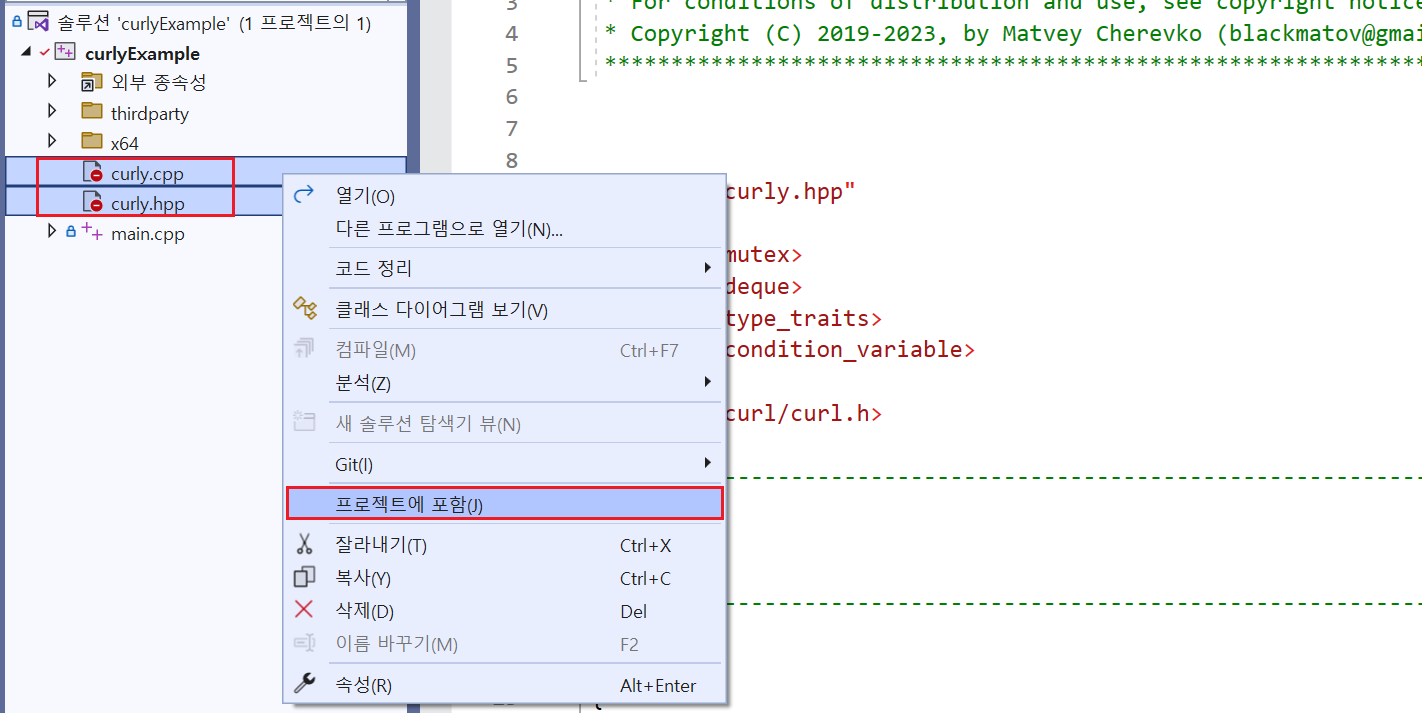 솔루션 'curlyExample' (1 프로젝트의 1)
curlyExample
외부 종속성
thirdparty
x64
curly.cpp
curly.hpp
main.cpp
열기(O)
다른 프로그램으로 열기(N)...
코드 정리
클래스 다이어그램 보기(V)
컴파일(M) Ctrl+F7
분석(Z)
새 솔루션 탐색기 뷰(N)
Git(I)
프로젝트에 포함(J)
잘라내기(T) Ctrl+X
복사(Y) Ctrl+C
삭제(D) Del
이름 바꾸기(M) F2
속성(R) Alt+Enter
3 * For conditions of distribution and use, see copyright notice
4 * Copyright (C) 2019-2023, by Matvey Cherevko (blackmatov@gmai
5 ****************************************************************
6
7
8
curly.hpp"
mutex>
deque>
type_traits>
condition_variable>
curl/curl.h>
------------------------------------------------------
------------------------------------------------------
{